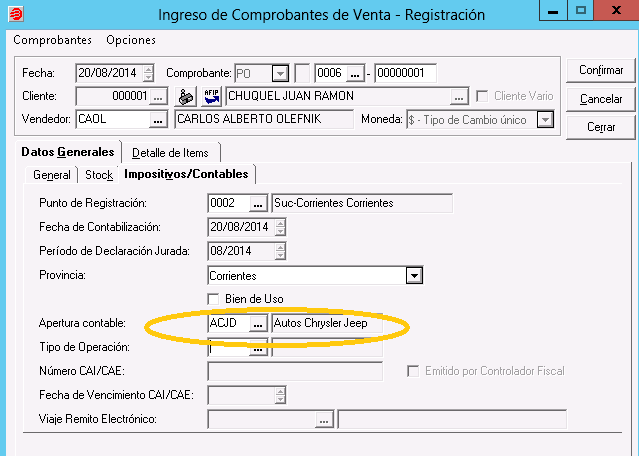 Ingreso de Comprobantes de Venta - Registración
Comprobantes Opciones
Fecha: 20/08/2014 Comprobante: PO 0006 ... - 00000001 Confirmar
Cliente: 000001 ... AFIP CHUQUEL JUAN RAMON ... Cliente Vario Cancelar
Vendedor: CAOL ... CARLOS ALBERTO OLEFNIK Moneda: $ - Tipo de Cambio único Cerrar
Datos Generales Detalle de Items
General Stock Impositivos/Contables
Punto de Registración: 0002 ... Suc-Corrientes Corrientes
Fecha de Contabilización: 20/08/2014
Período de Declaración Jurada: 08/2014
Provincia: Corrientes
Bien de Uso
Apertura contable: ACJD ... Autos Chrysler Jeep
Tipo de Operación: ...
Número CAI/CAE: Emitido por Controlador Fiscal
Fecha de Vencimiento CAI/CAE:
Viaje Remito Electrónico: ...